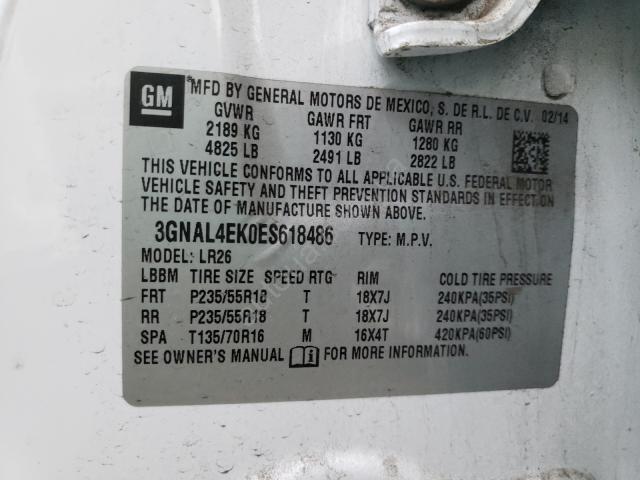 GM
MFD BY GENERAL MOTORS DE MEXICO, S. DE R.L. DE C.V. 02/14
GVWR GAWR FRT GAWR RR
2189 KG 1130 KG 1280 KG
4825 LB 2491 LB 2822 LB
THIS VEHICLE CONFORMS TO ALL APPLICABLE U.S. FEDERAL MOTOR
VEHICLE SAFETY AND THEFT PREVENTION STANDARDS IN EFFECT ON
THE DATE OF MANUFACTURE SHOWN ABOVE.
3GNAL4EK0ES618486 TYPE: M.P.V.
MODEL: LR26
LBBM TIRE SIZE SPEED RTG RIM COLD TIRE PRESSURE
FRT P235/55R18 T 18X7J 240KPA(35PSI)
RR P235/55R18 T 18X7J 240KPA(35PSI)
SPA T135/70R16 M 16X4T 420KPA(60PSI)
SEE OWNER'S MANUAL FOR MORE INFORMATION.